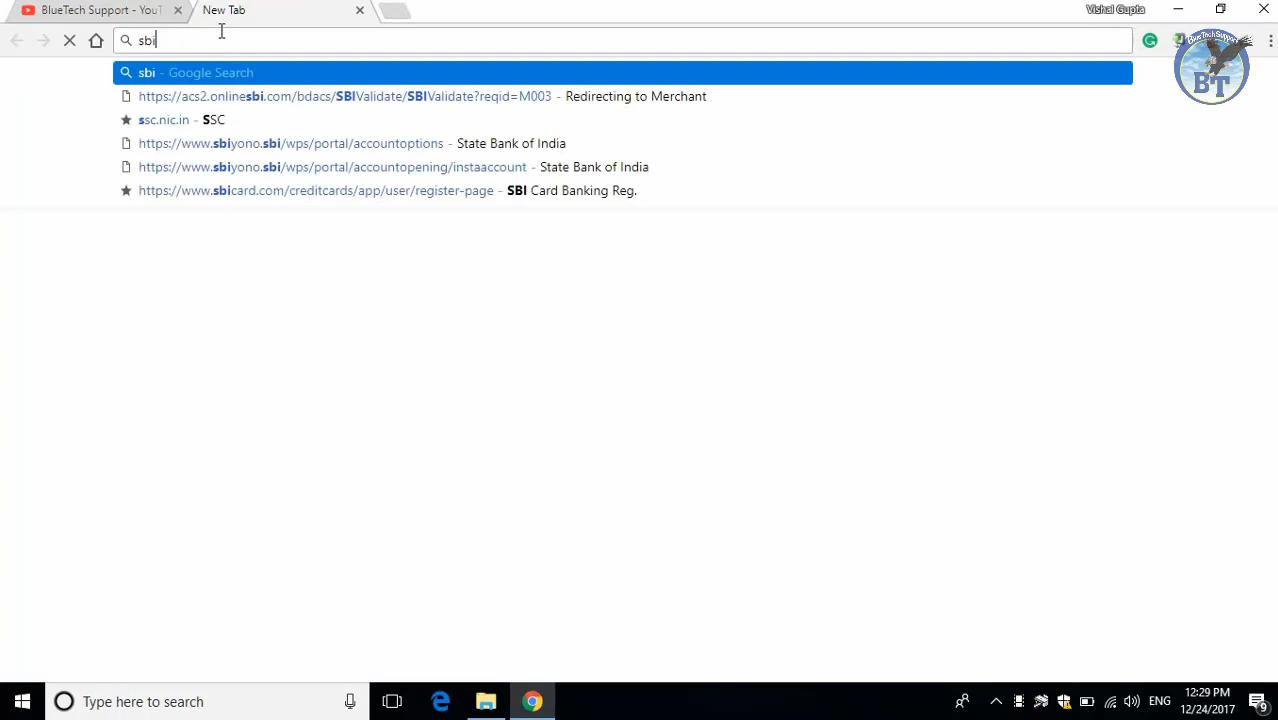 BlueTech Support - YouT
New Tab
Vishal Gupta
sbi
sbi - Google Search
https://acs2.onlinesbi.com/bdacs/SBIValidate/SBIValidate?reqid=M003 - Redirecting to Merchant
ssc.nic.in - SSC
https://www.sbiyono.sbi/wps/portal/accountoptions - State Bank of India
https://www.sbiyono.sbi/wps/portal/accountopening/instaaccount - State Bank of India
https://www.sbicard.com/creditcards/app/user/register-page - SBI Card Banking Reg.
BlueTechSupport
BT
Type here to search
ENG
12:29 PM
12/24/2017
9